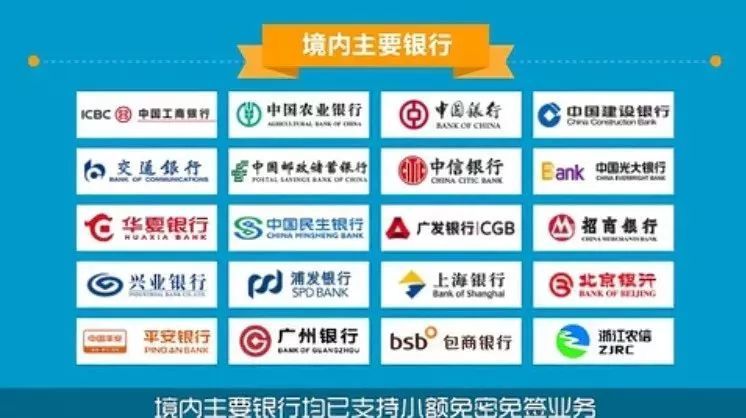 境内主要银行
ICBC 中国工商银行
中国农业银行
AGRICULTURAL BANK OF CHINA
中国银行
BANK OF CHINA
中国建设银行
China Construction Bank
交通银行
BANK OF COMMUNICATIONS
中国邮政储蓄银行
POSTAL SAVINGS BANK OF CHINA
中信银行
CHINA CITIC BANK
Bank 中国光大银行
CHINA EVERBRIGHT BANK
华夏银行
HUAXIA BANK
中国民生银行
CHINA MINSHENG BANK
广发银行|CGB
招商银行
CHINA MERCHANTS BANK
兴业银行
INDUSTRIAL BANK CO.,LTD.
浦发银行
SPD BANK
上海银行
Bank of Shanghai
北京银行
BANK OF BEIJING
中国平安
平安银行
PING AN BANK
广州银行
BANK OF GUANGZHOU
bsb 包商银行
浙江农信
ZJRC
境内主要银行均已支持小额免密免签业务